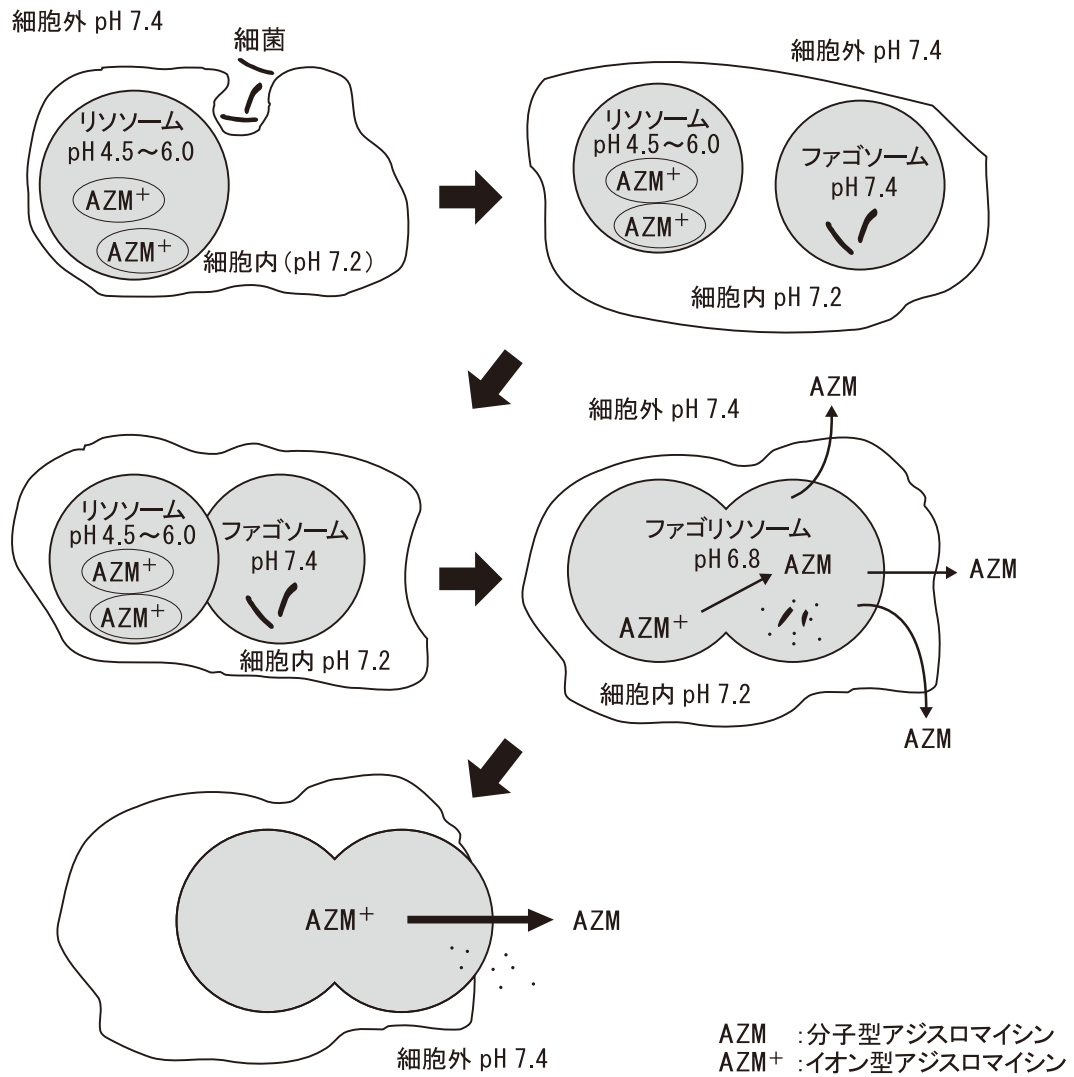 細胞外 pH 7.4
細菌
リソソーム
pH 4.5～6.0
AZM⁺
AZM⁺
細胞内（pH 7.2）
細胞外 pH 7.4
リソソーム
pH 4.5～6.0
AZM⁺
AZM⁺
ファゴソーム
pH 7.4
細胞内 pH 7.2
リソソーム
pH 4.5～6.0
AZM⁺
AZM⁺
ファゴソーム
pH 7.4
細胞内 pH 7.2
細胞外 pH 7.4
AZM
ファゴリソソーム
pH 6.8
AZM
AZM⁺
AZM
細胞内 pH 7.2
AZM
AZM⁺
AZM
細胞外 pH 7.4
AZM :分子型アジスロマイシン
AZM⁺ :イオン型アジスロマイシン